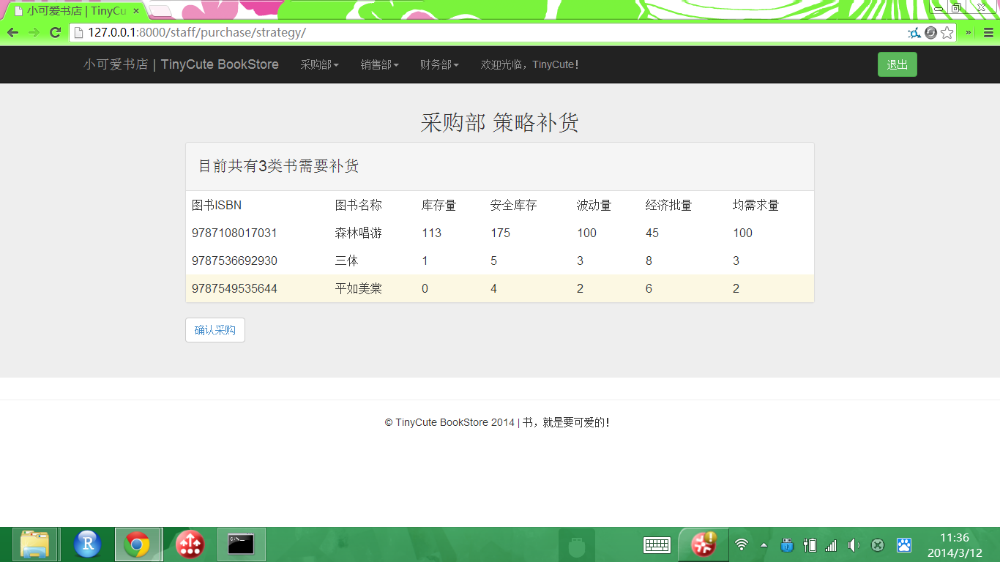 小可爱书店 | TinyCu
127.0.0.1:8000/staff/purchase/strategy/
小可爱书店 | TinyCute BookStore 采购部 销售部 财务部 欢迎光临，TinyCute！ 退出
采购部 策略补货
目前共有3类书需要补货
图书ISBN 图书名称 库存量 安全库存 波动量 经济批量 均需求量
9787108017031 森林唱游 113 175 100 45 100
9787536692930 三体 1 5 3 8 3
9787549535644 平如美棠 0 4 2 6 2
确认采购
© TinyCute BookStore 2014 | 书，就是要可爱的！
R
C:\_
11:36
2014/3/12